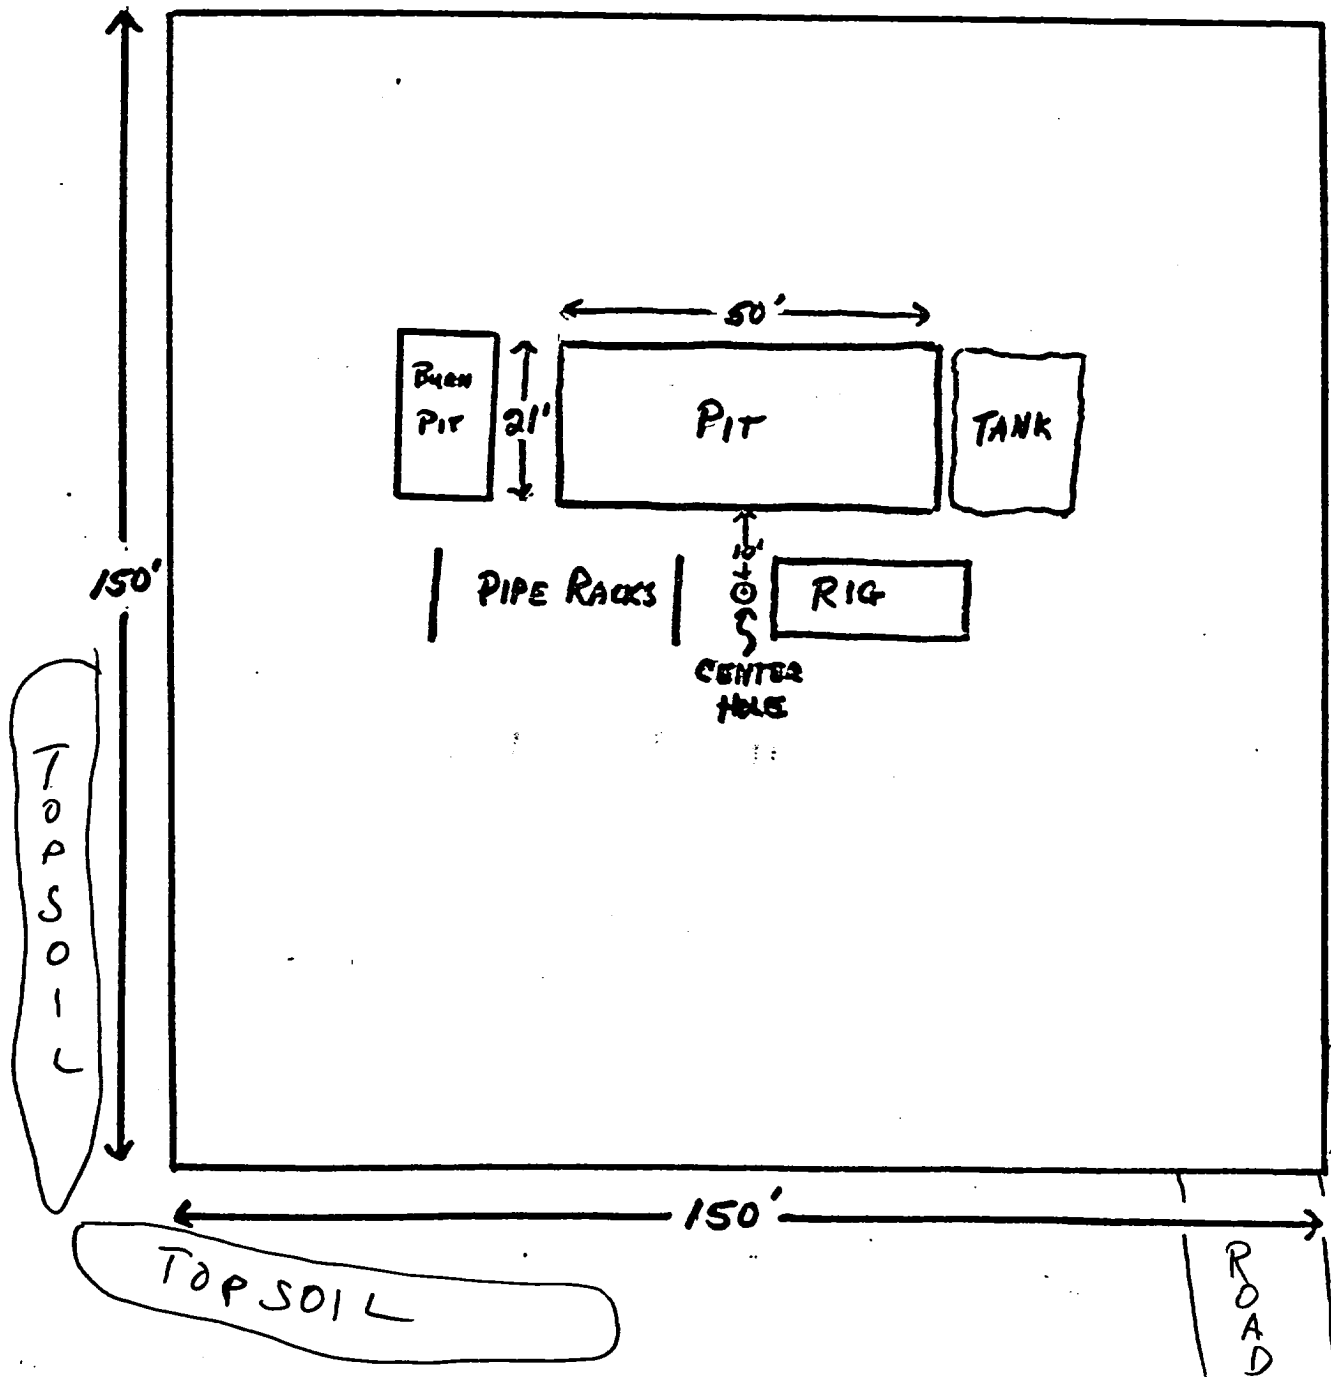 50'
BURN
PIT
21'
PIT
TANK
10'
150'
PIPE RACKS
RIG
CENTER
HOLE
TOPSOIL
150'
TOPSOIL
ROAD